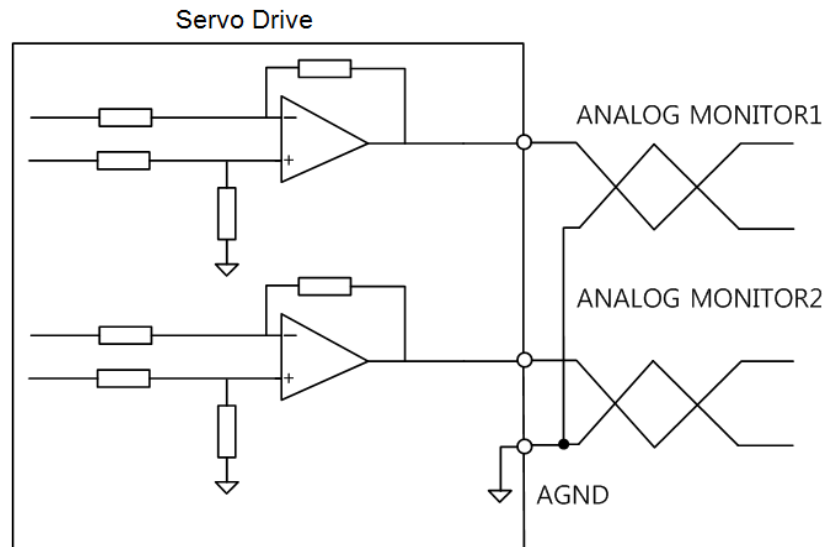 Servo Drive
ANALOG MONITOR1
−
+
ANALOG MONITOR2
−
+
AGND